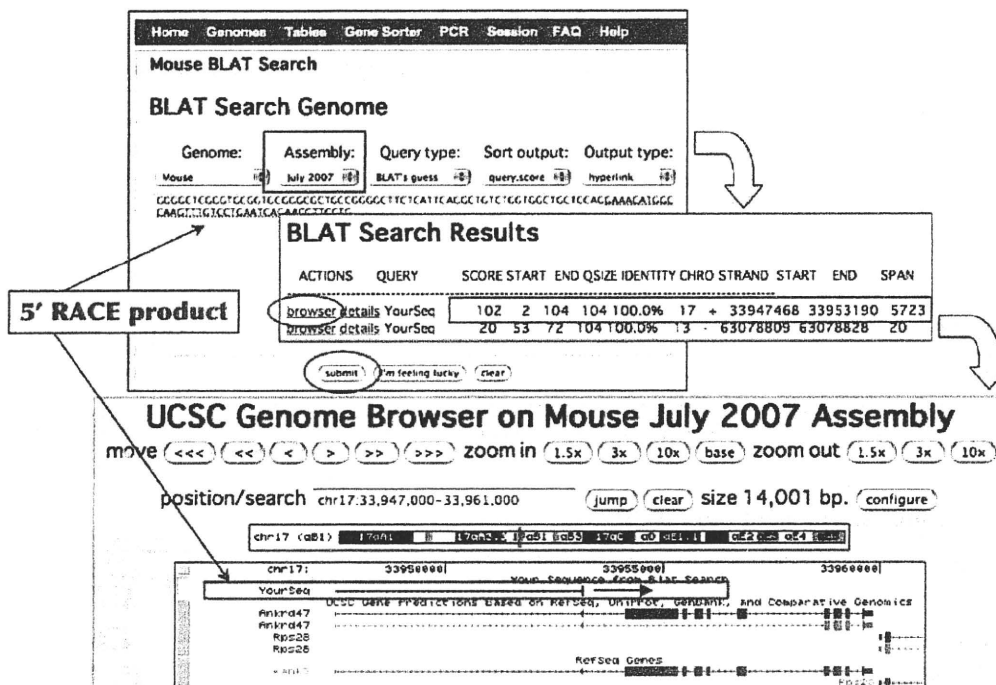 Home Genomes Tables Gene Sorter PCR Session FAQ Help
Mouse BLAT Search
BLAT Search Genome
Genome: Assembly: Query type: Sort output: Output type:
Mouse July 2007 BLAT's guess query,score hyperlink
BLAT Search Results
ACTIONS QUERY SCORE START END QSIZE IDENTITY CHRO STRAND START END SPAN
browser details YourSeq 102 2 104 104 100.0% 17 + 33947468 33953190 5723
browser details YourSeq 20 53 72 104 100.0% 13 - 63078809 63078828 20
5' RACE product
submit I'm feeling lucky clear
UCSC Genome Browser on Mouse July 2007 Assembly
move <<< << < > >> >>> zoom in 1.5x 3x 10x base zoom out 1.5x 3x 10x
position/search chr17:33,947,000-33,961,000 jump clear size 14,001 bp. configure
chr17 (qB1) 17qA1
chr17: 33950000| 33955000| 33960000|
Your Sequence from Blat Search
YourSeq
UCSC Gene Predictions Based on RefSeq, UniProt, GenBank, and Comparative Genomics
Ankrd47
Ankrd47
Rps28
Rps28
RefSeq Genes
Rps28